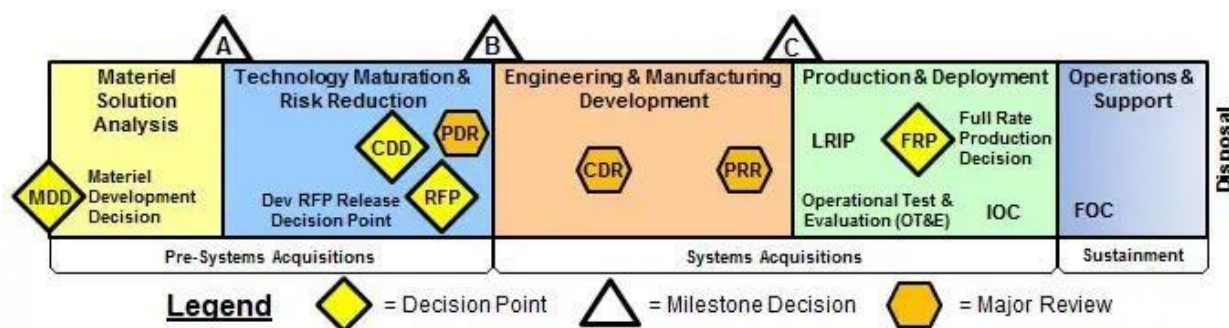 A
B
C
Materiel
Solution
Analysis
Technology Maturation &
Risk Reduction
Engineering & Manufacturing
Development
Production & Deployment
Operations &
Support
MDD
Materiel
Development
Decision
CDD
PDR
Dev RFP Release
Decision Point
RFP
CDR
PRR
LRIP
FRP
Full Rate
Production
Decision
Operational Test &
Evaluation (OT&E)
IOC
FOC
Disposal
Pre-Systems Acquisitions
Systems Acquisitions
Sustainment
Legend
= Decision Point
= Milestone Decision
= Major Review